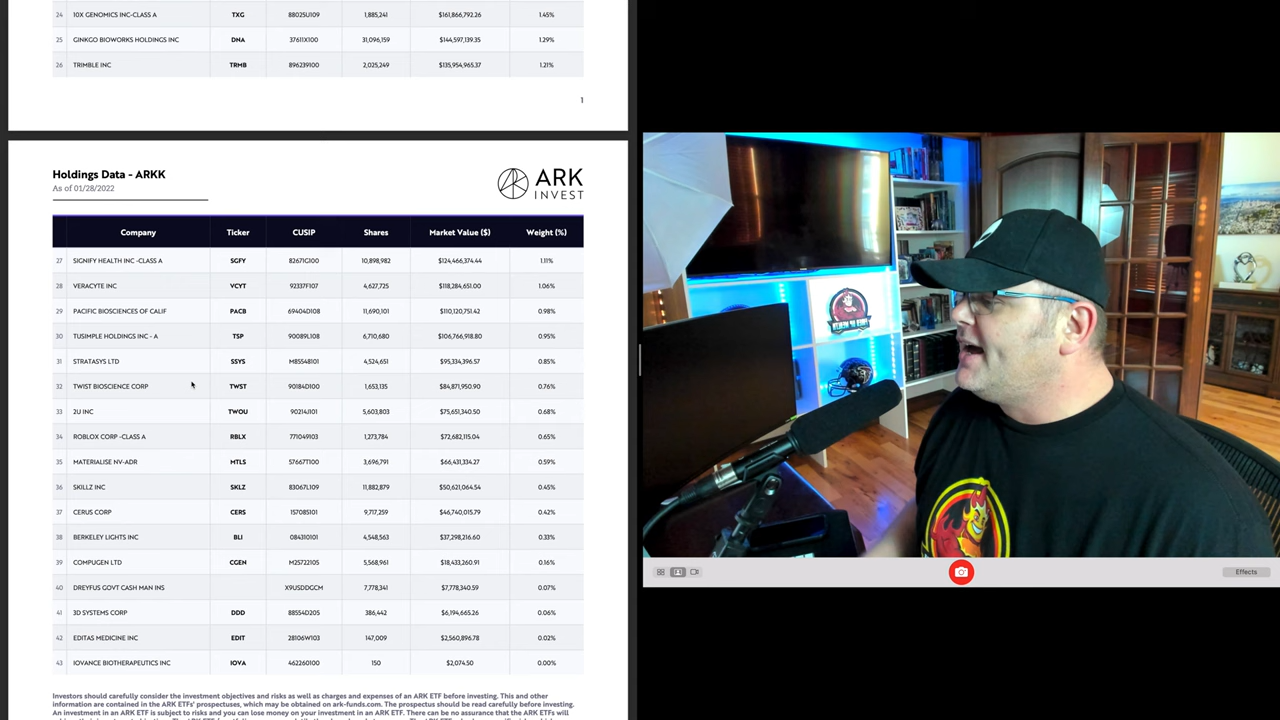 24 10X GENOMICS INC-CLASS A TXG 88025U109 1,885,241 $161,866,792.26 1.45%
25 GINKGO BIOWORKS HOLDINGS INC DNA 37611X100 31,096,159 $144,597,139.35 1.29%
26 TRIMBLE INC TRMB 896239100 2,025,249 $135,954,965.37 1.21%
1
Holdings Data - ARKK
As of 01/28/2022
ARK
INVEST
Company Ticker CUSIP Shares Market Value ($) Weight (%)
27 SIGNIFY HEALTH INC -CLASS A SGFY 82671G100 10,898,982 $124,466,374.44 1.11%
28 VERACYTE INC VCYT 92337F107 4,627,725 $118,284,651.00 1.06%
29 PACIFIC BIOSCIENCES OF CALIF PACB 69404D108 11,690,101 $110,120,751.42 0.98%
30 TUSIMPLE HOLDINGS INC - A TSP 90089L108 6,710,680 $106,766,918.80 0.95%
31 STRATASYS LTD SSYS M85548101 4,524,651 $95,334,396.57 0.85%
32 TWIST BIOSCIENCE CORP TWST 90184D100 1,653,135 $84,871,950.90 0.76%
33 2U INC TWOU 90214J101 5,603,803 $75,651,340.50 0.68%
34 ROBLOX CORP -CLASS A RBLX 771049103 1,273,784 $72,682,115.04 0.65%
35 MATERIALISE NV-ADR MTLS 57667T100 3,696,791 $66,431,334.27 0.59%
36 SKILLZ INC SKLZ 83067L109 11,882,879 $50,621,064.54 0.45%
37 CERUS CORP CERS 157085101 9,717,259 $46,740,015.79 0.42%
38 BERKELEY LIGHTS INC BLI 084310101 4,548,563 $37,298,216.60 0.33%
39 COMPUGEN LTD CGEN M25722105 5,568,961 $18,433,260.91 0.16%
40 DREYFUS GOVT CASH MAN INS X9USDDGCM 7,778,341 $7,778,340.59 0.07%
41 3D SYSTEMS CORP DDD 88554D205 386,442 $6,194,665.26 0.06%
42 EDITAS MEDICINE INC EDIT 28106W103 147,009 $2,560,896.78 0.02%
43 IOVANCE BIOTHERAPEUTICS INC IOVA 462260100 150 $2,074.50 0.00%
Investors should carefully consider the investment objectives and risks as well as charges and expenses of an ARK ETF before investing. This and other
information are contained in the ARK ETFs' prospectuses, which may be obtained on ark-funds.com. The prospectus should be read carefully before investing.
An investment in an ARK ETF is subject to risks and you can lose money on your investment in an ARK ETF. There can be no assurance that the ARK ETFs will
Effects